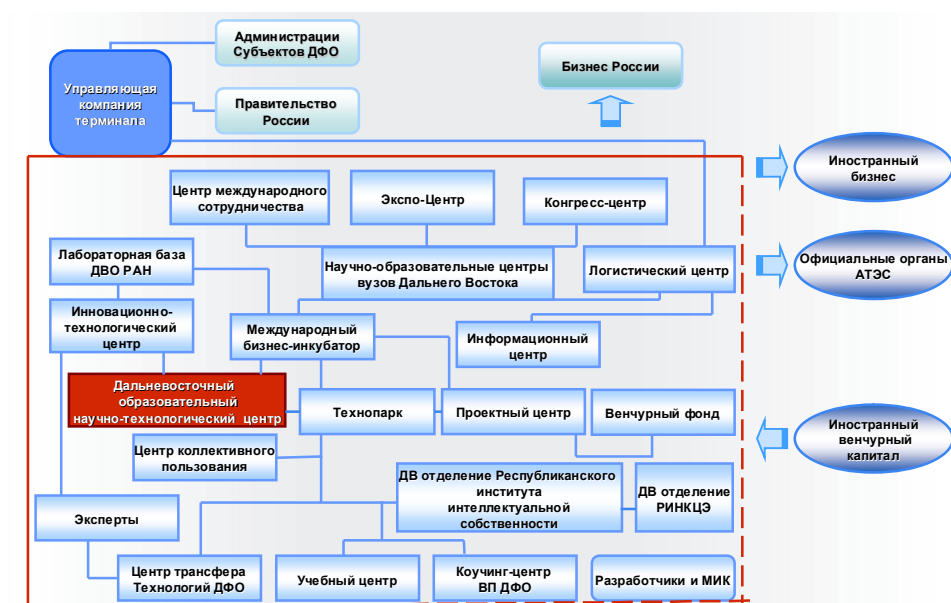 Администрации
Субъектов ДФО
Бизнес России
Управляющая
компания
терминала
Правительство
России
Иностранный
бизнес
Центр международного
сотрудничества
Экспо-Центр
Конгресс-центр
Лабораторная база
ДВО РАН
Научно-образовательные центры
вузов Дальнего Востока
Логистический центр
Официальные органы
АТЭС
Инновационно-
технологический
центр
Международный
бизнес-инкубатор
Информационный
центр
Дальневосточный
образовательный
научно-технологический центр
Технопарк
Проектный центр
Венчурный фонд
Иностранный
венчурный
капитал
Центр коллективного
пользования
ДВ отделение Республиканского
института
интеллектуальной
собственности
ДВ отделение
РИНКЦЭ
Эксперты
Центр трансфера
Технологий ДФО
Учебный центр
Коучинг-центр
ВП ДФО
Разработчики и МИК